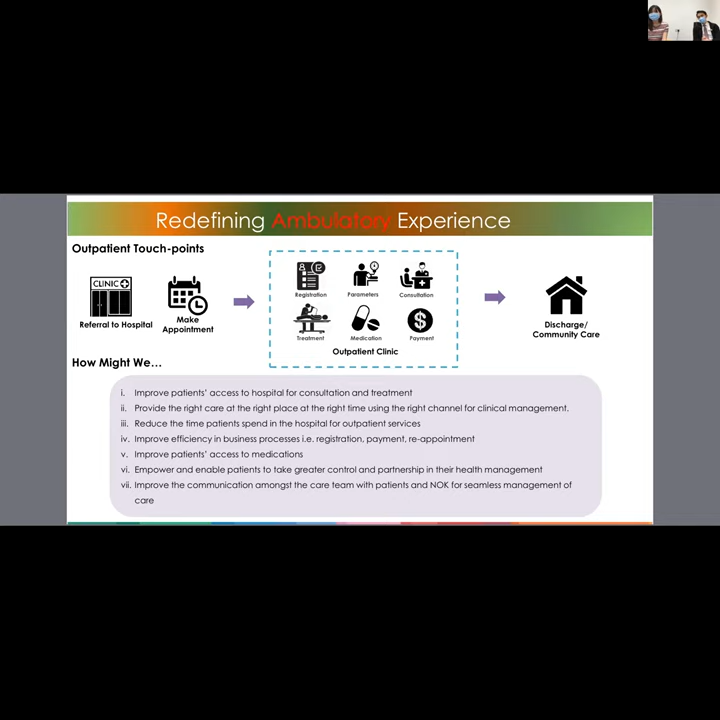 Redefining Ambulatory Experience
Outpatient Touch-points
CLINIC
Referral to Hospital
Make
Appointment
Registration
Parameters
Consultation
Treatment
Medication
Payment
Outpatient Clinic
Discharge/
Community Care
How Might We...
i. Improve patients' access to hospital for consultation and treatment
ii. Provide the right care at the right place at the right time using the right channel for clinical management.
iii. Reduce the time patients spend in the hospital for outpatient services
iv. Improve efficiency in business processes i.e. registration, payment, re-appointment
v. Improve patients' access to medications
vi. Empower and enable patients to take greater control and partnership in their health management
vii. Improve the communication amongst the care team with patients and NOK for seamless management of
care